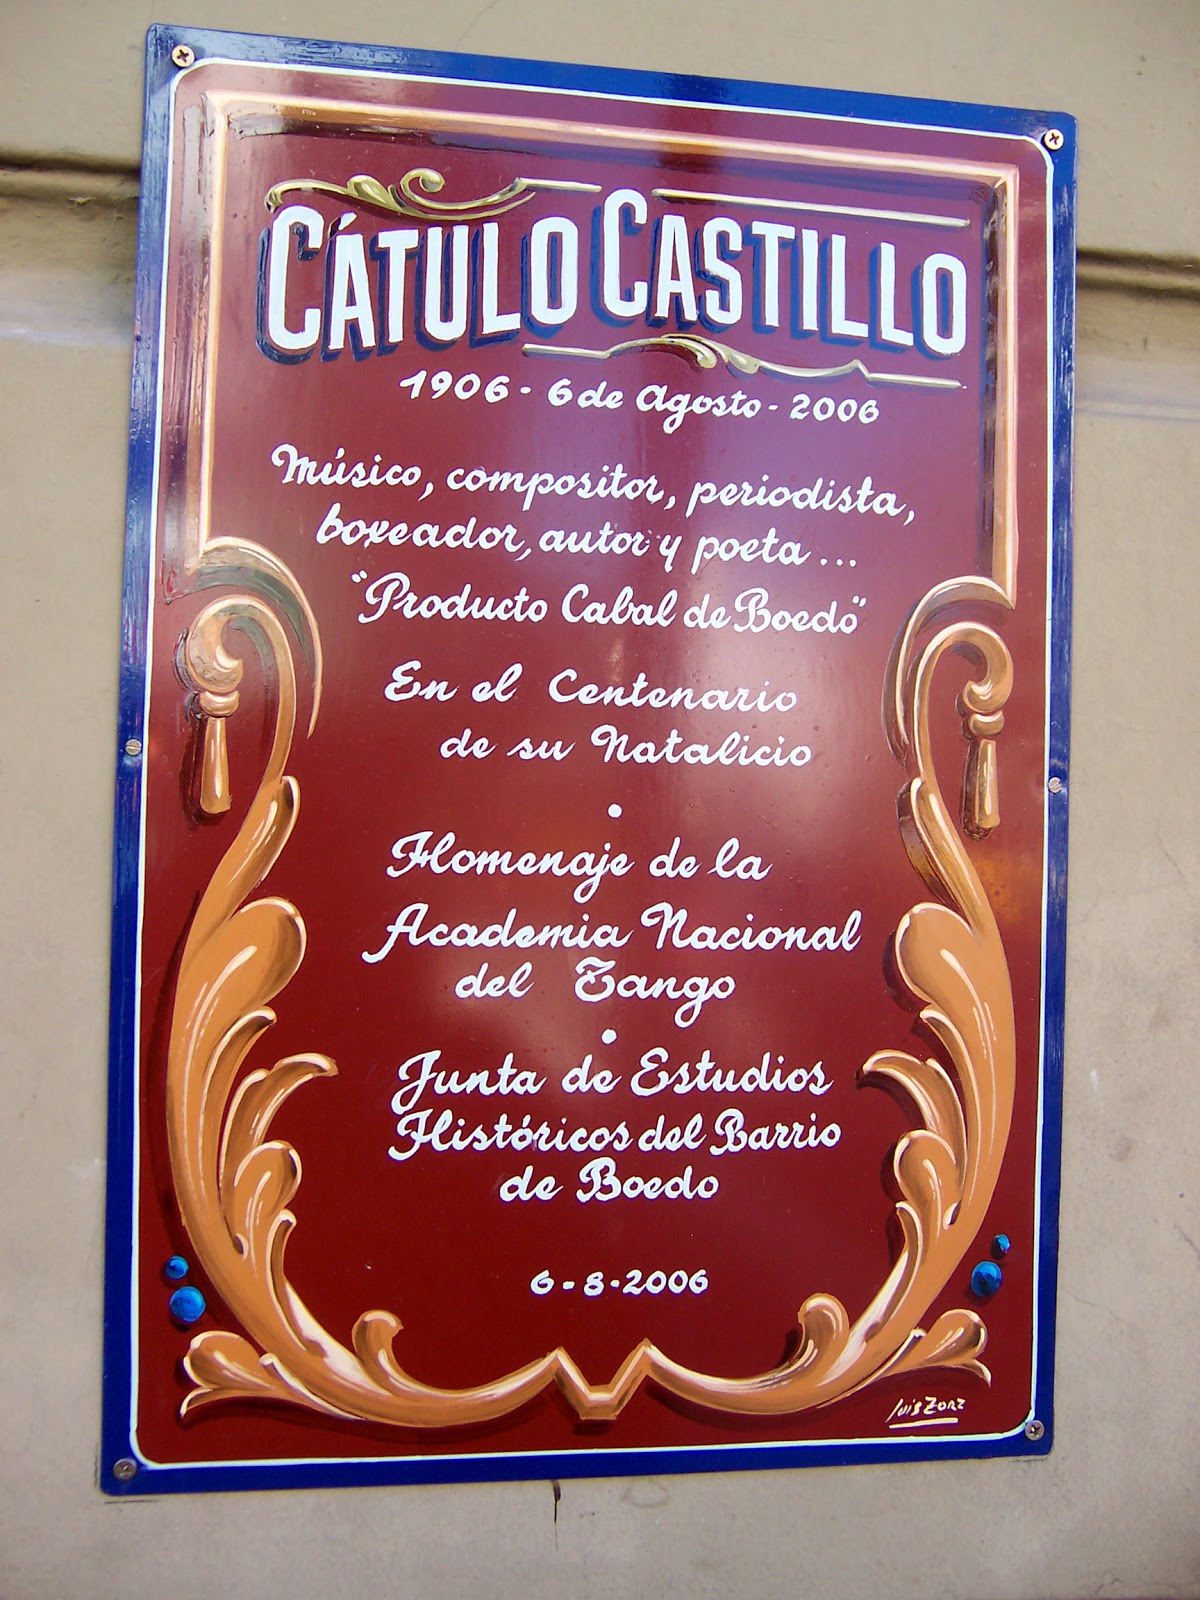 CÁTULO CASTILLO
1906 - 6 de Agosto - 2006
Músico, compositor, periodista,
boxeador, autor y poeta...
"Producto Cabal de Boedo"
En el Centenario
de su Natalicio
•
Homenaje de la
Academia Nacional
del Tango
•
Junta de Estudios
Históricos del Barrio
de Boedo
6-8-2006
Luis Zorz